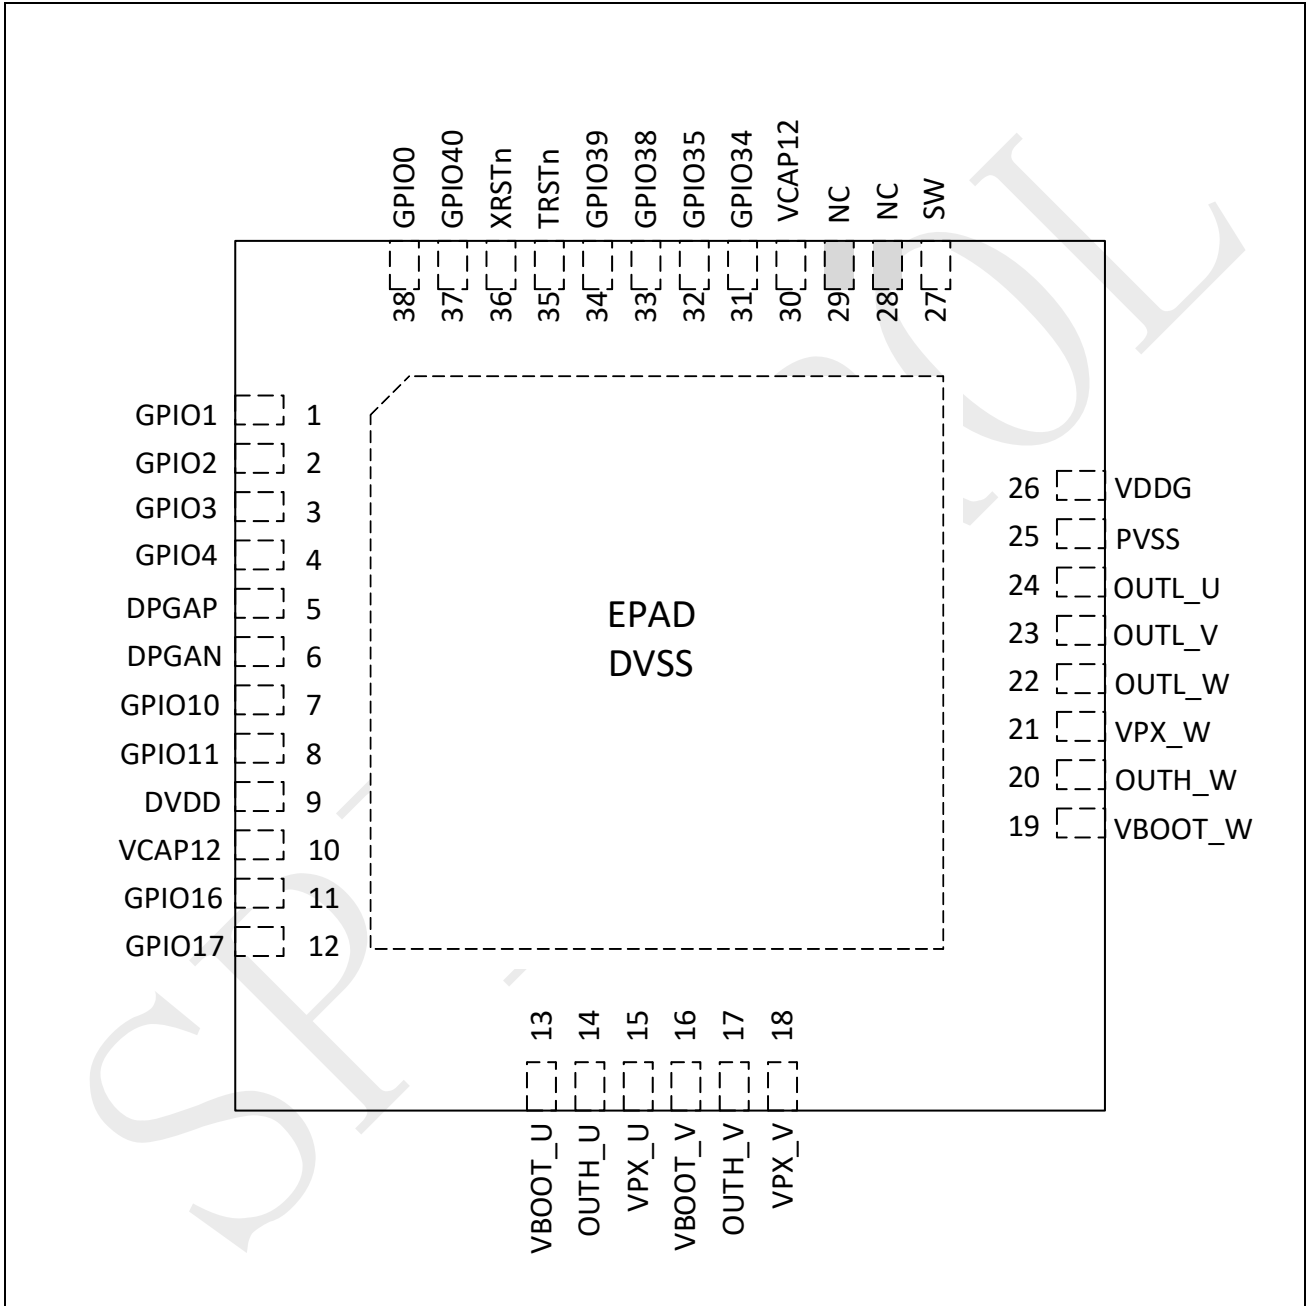 GPIO0
GPIO40
XRSTn
TRSTn
GPIO39
GPIO38
GPIO35
GPIO34
VCAP12
NC
NC
SW
38
37
36
35
34
33
32
31
30
29
28
27
GPIO1 1
GPIO2 2
GPIO3 3
GPIO4 4
DPGAP 5
DPGAN 6
GPIO10 7
GPIO11 8
DVDD 9
VCAP12 10
GPIO16 11
GPIO17 12
EPAD
DVSS
26 VDDG
25 PVSS
24 OUTL_U
23 OUTL_V
22 OUTL_W
21 VPX_W
20 OUTH_W
19 VBOOT_W
13
14
15
16
17
18
VBOOT_U
OUTH_U
VPX_U
VBOOT_V
OUTH_V
VPX_V